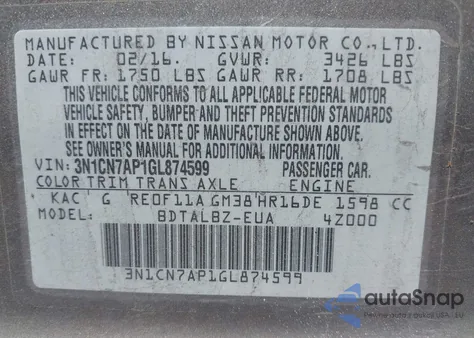 MANUFACTURED BY NISSAN MOTOR CO., LTD.
DATE: 02/16. GVWR: 3426 LBS
GAWR FR: 1750 LBS GAWR RR: 1708 LBS
THIS VEHICLE CONFORMS TO ALL APPLICABLE FEDERAL MOTOR
VEHICLE SAFETY, BUMPER AND THEFT PREVENTION STANDARDS
IN EFFECT ON THE DATE OF MANUFACTURE SHOWN ABOVE.
SEE OWNER'S MANUAL FOR ADDITIONAL INFORMATION
VIN: 3N1CN7AP1GL874599 PASSENGER CAR.
COLOR TRIM TRANS AXLE ENGINE
KAC G RE0F11A GM38 HR16DE 1598 CC
MODEL BDTALBZ-EUA 4Z000
3N1CN7AP1GL874599
autoSnap